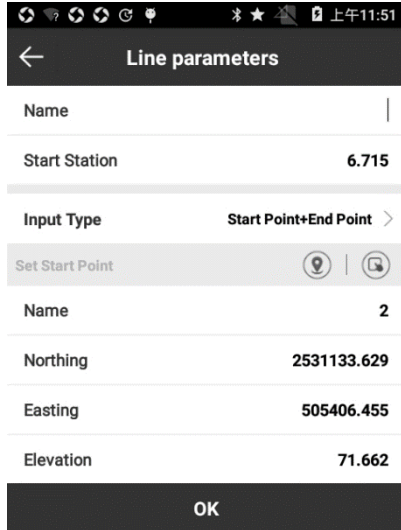 上午11:51
Line parameters
Name
Start Station 6.715
Input Type Start Point+End Point
Set Start Point
Name 2
Northing 2531133.629
Easting 505406.455
Elevation 71.662
OK